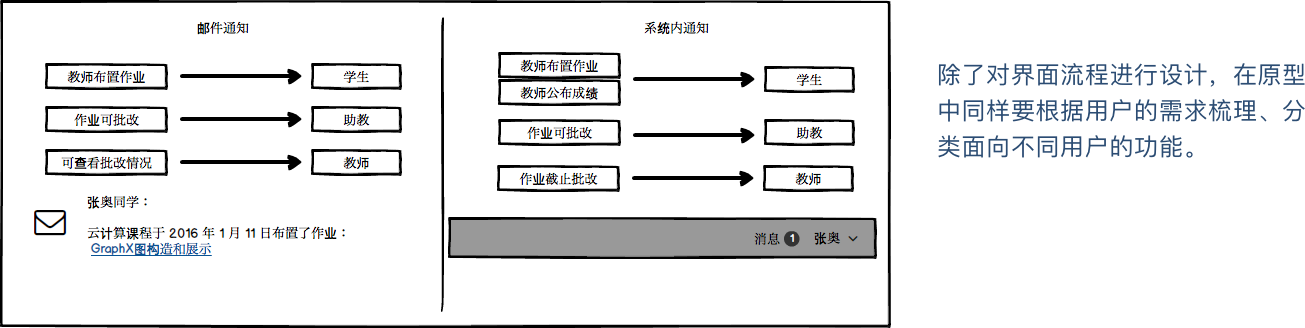 邮件通知
教师布置作业
学生
作业可批改
助教
可查看批改情况
教师
张奥同学：
云计算课程于 2016 年 1 月 11 日布置了作业：
GraphX图构造和展示
系统内通知
教师布置作业
教师公布成绩
学生
作业可批改
助教
作业截止批改
教师
消息 1 张奥
除了对界面流程进行设计，在原型
中同样要根据用户的需求梳理、分
类面向不同用户的功能。